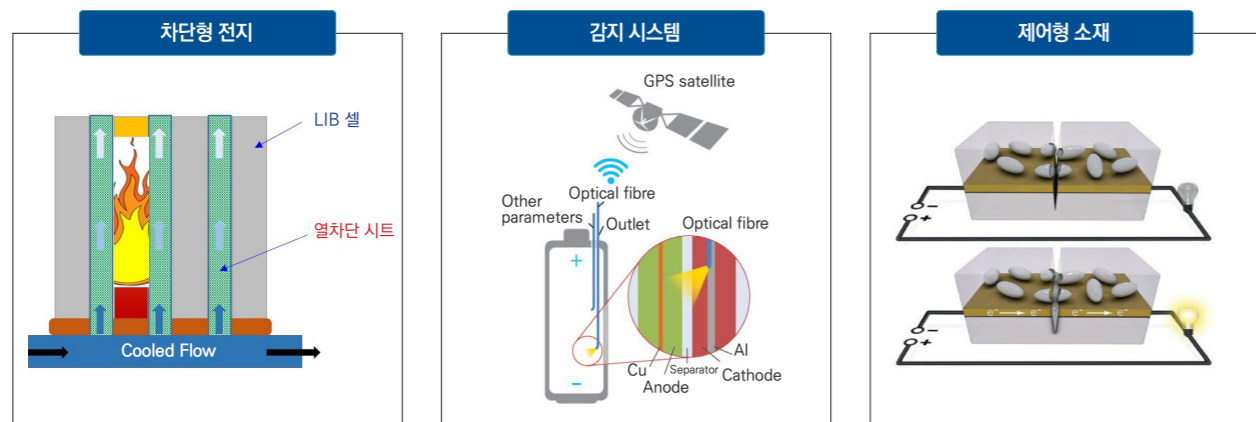 차단형 전지
LIB 셀
열차단 시트
Cooled Flow
감지 시스템
GPS satellite
Optical fibre
Other
parameters
Outlet
Optical fibre
+
−
Cu
Anode
Separator
Cathode
Al
제어형 소재
−
+
e⁻ → e⁻ e⁻ → e⁻
−
+